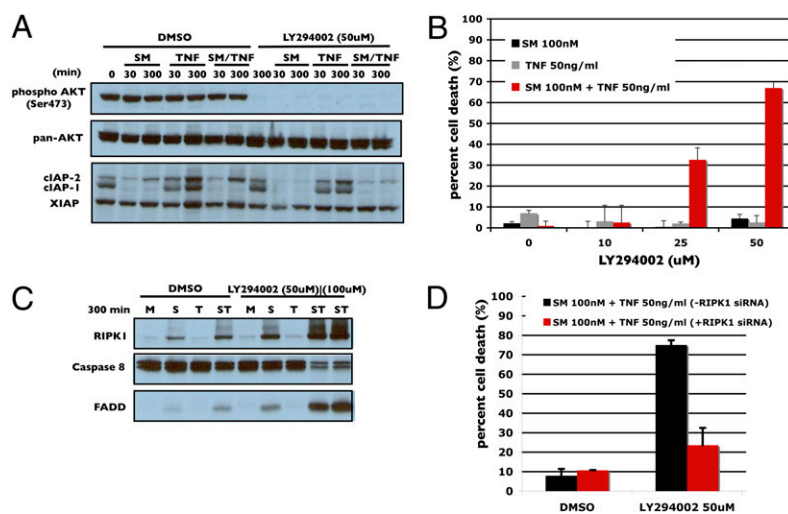 A
DMSO
LY294002 (50uM)
SM
TNF
SM/TNF
SM
TNF
SM/TNF
(min)
0 30 300 30 300 30 300 300 30 300 30 300 30 300
phospho AKT
(Ser473)
pan-AKT
cIAP-2
cIAP-1
XIAP
B
percent cell death (%)
100
90
80
70
60
50
40
30
20
10
0
SM 100nM
TNF 50ng/ml
SM 100nM + TNF 50ng/ml
0 10 25 50
LY294002 (uM)
C
DMSO
LY294002 (50uM)|(100uM)
300 min
M S T ST M S T ST ST
RIPK1
Caspase 8
FADD
D
percent cell death (%)
100
90
80
70
60
50
40
30
20
10
0
SM 100nM + TNF 50ng/ml (-RIPK1 siRNA)
SM 100nM + TNF 50ng/ml (+RIPK1 siRNA)
DMSO
LY294002 50uM